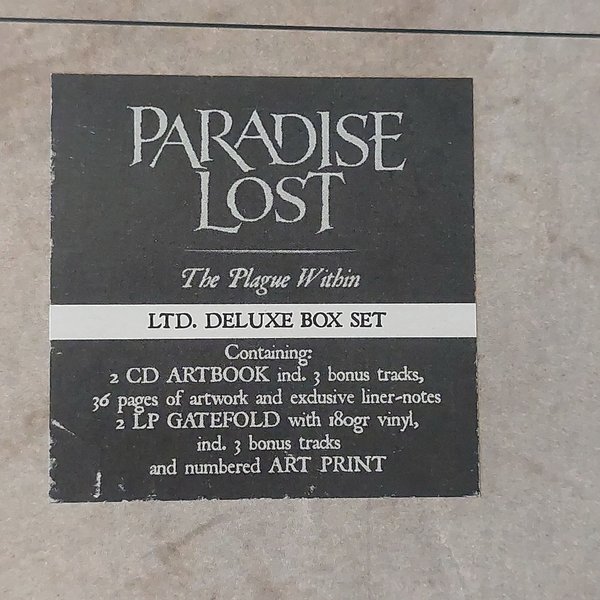 PARADISE
LOST
The Plague Within
LTD. DELUXE BOX SET
Containing:
2 CD ARTBOOK incl. 3 bonus tracks,
36 pages of artwork and exclusive liner-notes
2 LP GATEFOLD with 180gr vinyl,
incl. 3 bonus tracks
and numbered ART PRINT